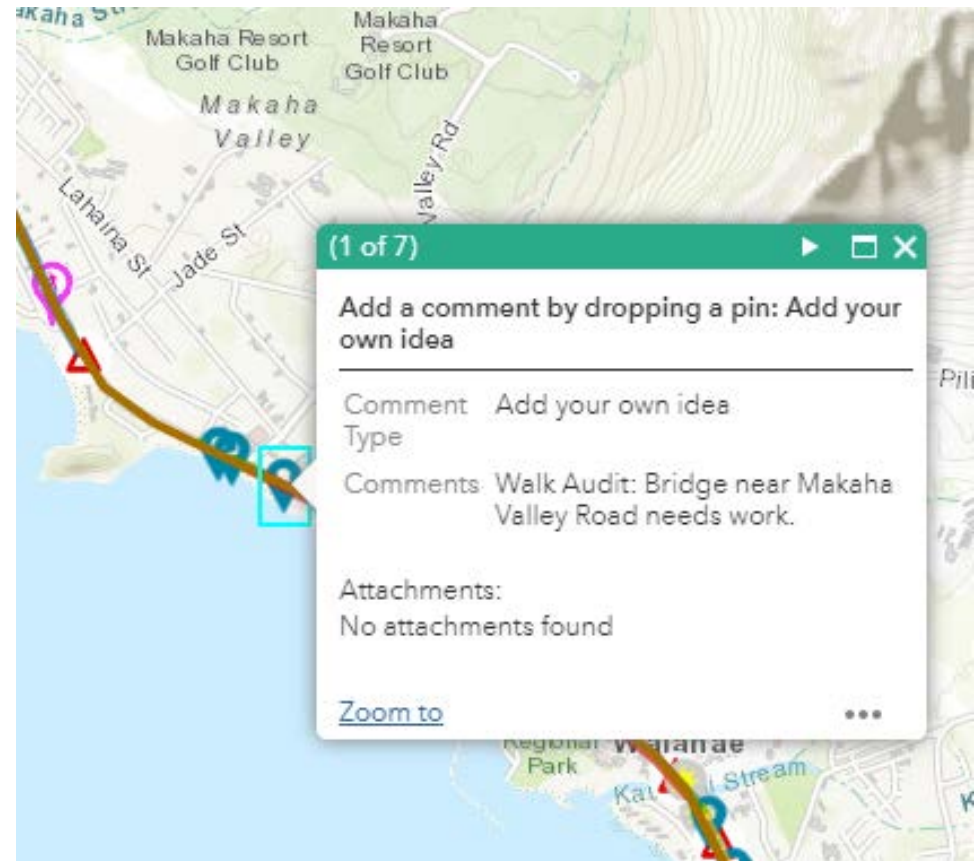 Makaha Resort
Golf Club
Makaha
Resort
Golf Club
Makaha
Valley
Valley Rd
Lahaina St
Jade St
(1 of 7)
Add a comment by dropping a pin: Add your
own idea
Comment Type
Add your own idea
Comments
Walk Audit: Bridge near Makaha
Valley Road needs work.
Attachments:
No attachments found
Zoom to
Pili
Regional
Park
Waianae
Stream